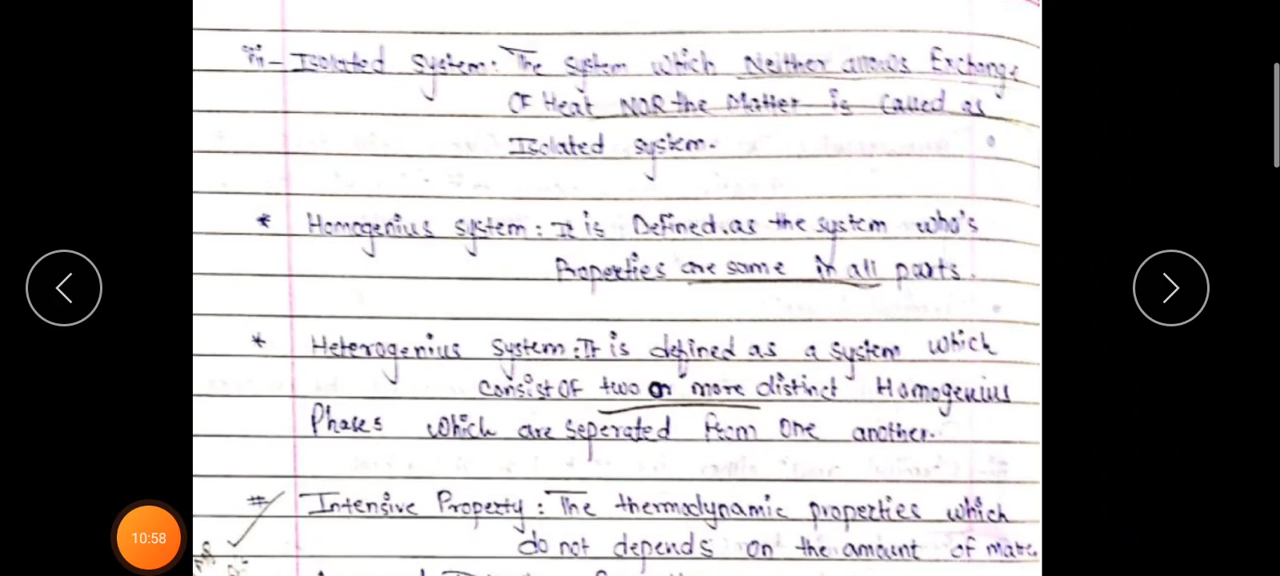 iii- Isolated system: The system which Neither allows Exchange
OF Heat NOR the Matter is called as
Isolated system.
* Homogenius system: It is Defined as the system who's
Properties are same in all parts.
* Heterogenius system: It is defined as a system which
consist OF two or more distinct Homogenius
Phases which are seperated from one another.
# Intensive Property: The thermodynamic properties which
do not depends on the amount of
10:58